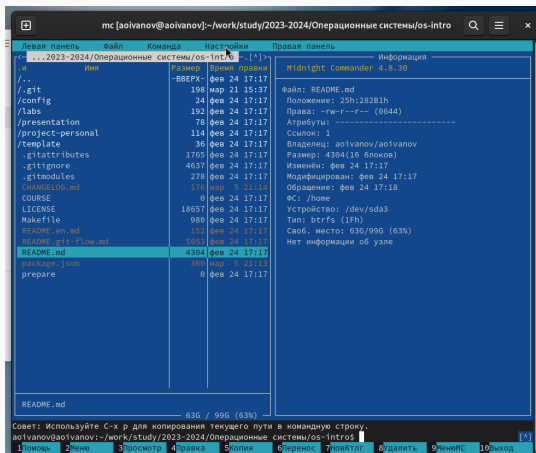 mc [aoivanov@aoivanov]:~/work/study/2023-2024/Операционные системы/os-intro
Левая панель Файл Команда Настройки Правая панель
<— ...2023-2024/Операционные системы/os-intro —.[^]>
.и Имя Размер Время правки
/.. -ВВЕРХ- фев 24 17:17
/.git 198 мар 21 15:37
/config 24 фев 24 17:17
/labs 192 фев 24 17:17
/presentation 78 фев 24 17:17
/project-personal 114 фев 24 17:17
/template 36 фев 24 17:17
.gitattributes 1765 фев 24 17:17
.gitignore 4637 фев 24 17:17
.gitmodules 278 фев 24 17:17
CHANGELOG.md 176 мар 5 21:14
COURSE 0 фев 24 17:17
LICENSE 18657 фев 24 17:17
Makefile 980 фев 24 17:17
README.en.md 152 фев 24 17:17
README.git-flow.md 5653 фев 24 17:17
README.md 4304 фев 24 17:17
package.json 360 мар 5 21:13
prepare 0 фев 24 17:17
README.md
63G / 99G (63%)
Информация
Midnight Commander 4.8.30
Файл: README.md
Положение: 25h:28281h
Права: -rw-r--r-- (0644)
Атрибуты: ----------------------
Ссылок: 1
Владелец: aoivanov/aoivanov
Размер: 4304(16 блоков)
Изменён: фев 24 17:17
Модифицирован: фев 24 17:17
Обращение: фев 24 17:18
ФС: /home
Устройство: /dev/sda3
Тип: btrfs (1Fh)
Своб. место: 63G/99G (63%)
Нет информации об узле
Совет: Используйте C-x p для копирования текущего пути в командную строку.
aoivanov@aoivanov:~/work/study/2023-2024/Операционные системы/os-intro$ [^]
1Помощь 2Меню 3Просмотр 4Правка 5Копия 6Перенос 7НовКтлг 8Удалить 9МенюMC 10Выход